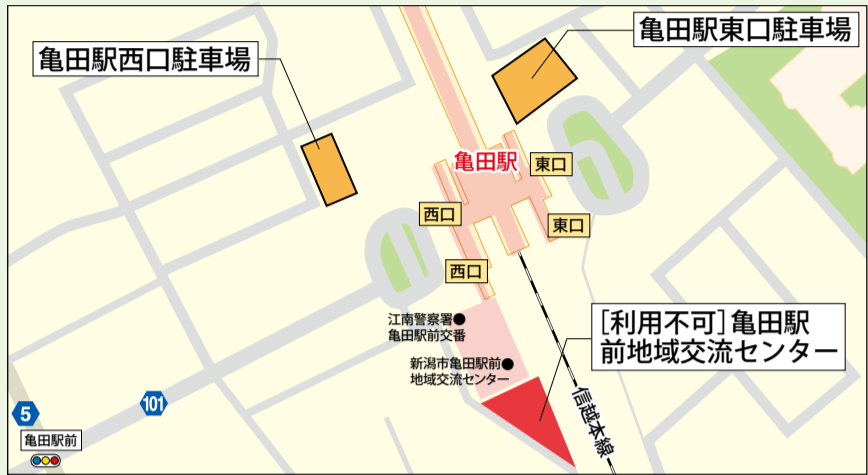 亀田駅東口駐車場
亀田駅西口駐車場
亀田駅
東口
西口
東口
西口
[利用不可]亀田駅
前地域交流センター
江南警察署●
亀田駅前交番
新潟市亀田駅前●
地域交流センター
信越本線
101
5
亀田駅前